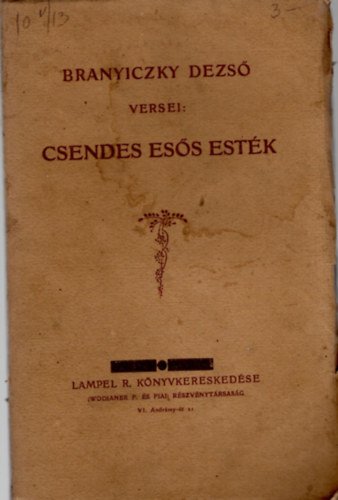 10 V/13
3.—
BRANYICZKY DEZSŐ
VERSEI:
CSENDES ESŐS ESTÉK
LAMPEL R. KÖNYVKERESKEDÉSE
(WODIANER F. ÉS FIAI) RÉSZVÉNYTÁRSASÁG
VI. Andrássy-út 21